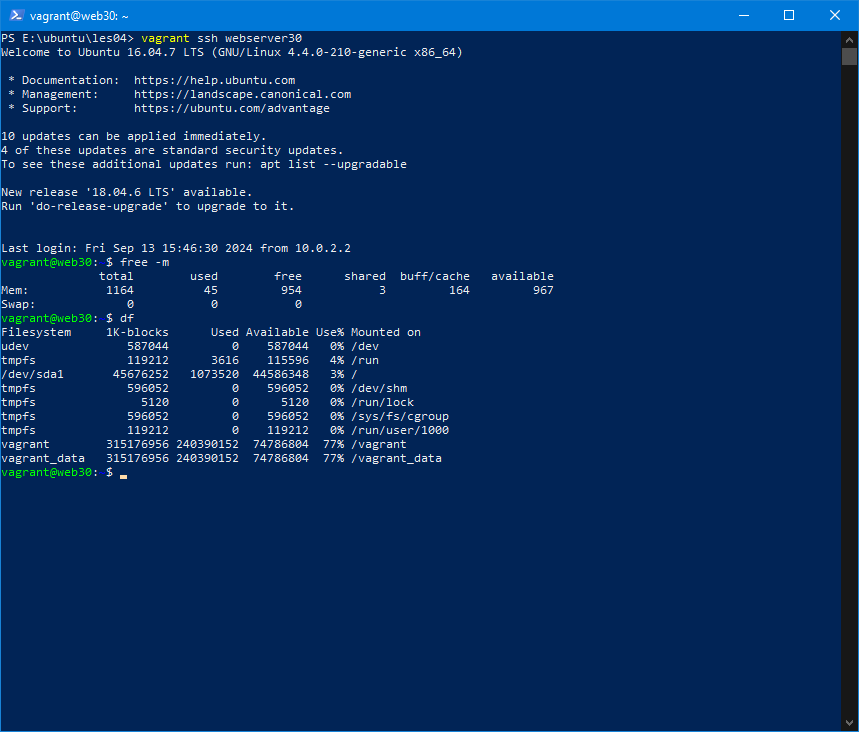 vagrant@web30: ~
PS E:\ubuntu\les04> vagrant ssh webserver30
Welcome to Ubuntu 16.04.7 LTS (GNU/Linux 4.4.0-210-generic x86_64)
 * Documentation:  https://help.ubuntu.com
 * Management:     https://landscape.canonical.com
 * Support:        https://ubuntu.com/advantage
10 updates can be applied immediately.
4 of these updates are standard security updates.
To see these additional updates run: apt list --upgradable
New release '18.04.6 LTS' available.
Run 'do-release-upgrade' to upgrade to it.
Last login: Fri Sep 13 15:46:30 2024 from 10.0.2.2
vagrant@web30: $ free -m
              total        used        free      shared  buff/cache   available
Mem:           1164          45         954           3         164         967
Swap:             0           0           0
vagrant@web30: $ df
Filesystem     1K-blocks      Used Available Use% Mounted on
udev              587044         0    587044   0% /dev
tmpfs             119212      3616    115596   4% /run
/dev/sda1       45676252   1073520  44586348   3% /
tmpfs             596052         0    596052   0% /dev/shm
tmpfs               5120         0      5120   0% /run/lock
tmpfs             596052         0    596052   0% /sys/fs/cgroup
tmpfs             119212         0    119212   0% /run/user/1000
vagrant        315176956 240390152  74786804  77% /vagrant
vagrant_data   315176956 240390152  74786804  77% /vagrant_data
vagrant@web30: $